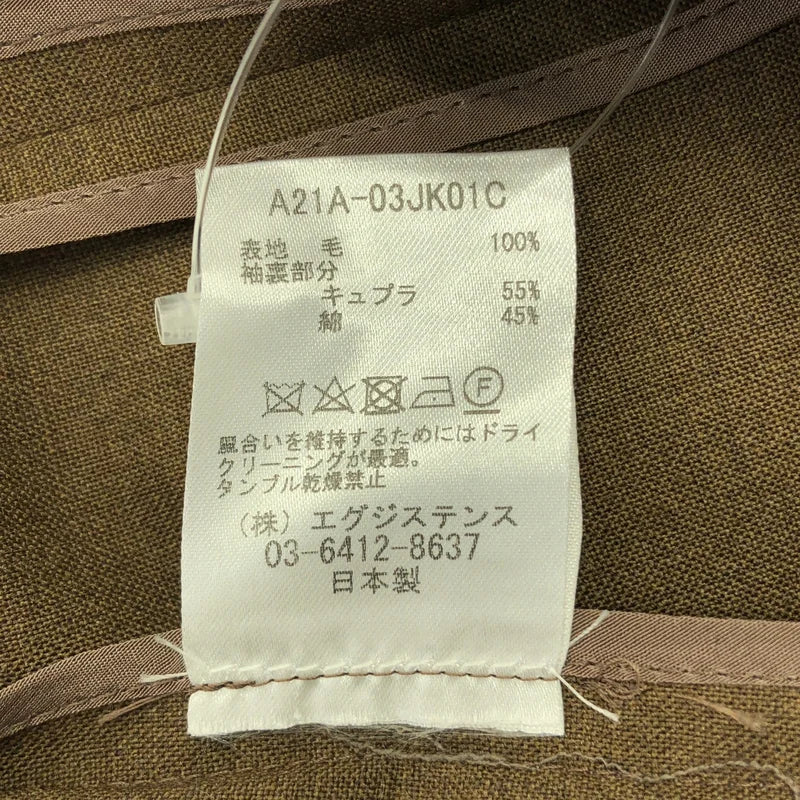 A21A-03JK01C
表地 毛 100%
袖裏部分
キュプラ 55%
綿 45%
F
風合いを維持するためにはドライ
クリーニングが最適。
タンブル乾燥禁止
(株) エグジステンス
03-6412-8637
日本製